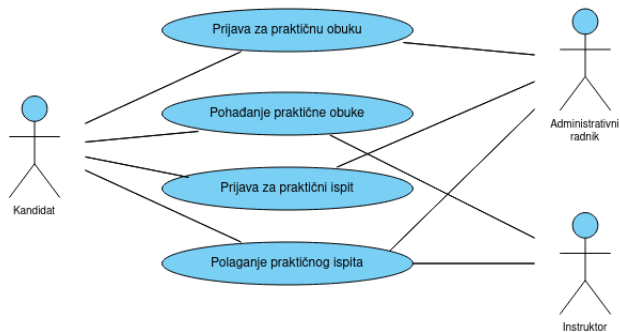 Prijava za praktičnu obuku
Pohađanje praktične obuke
Prijava za praktični ispit
Polaganje praktičnog ispita
Kandidat
Administrativni
radnik
Instruktor